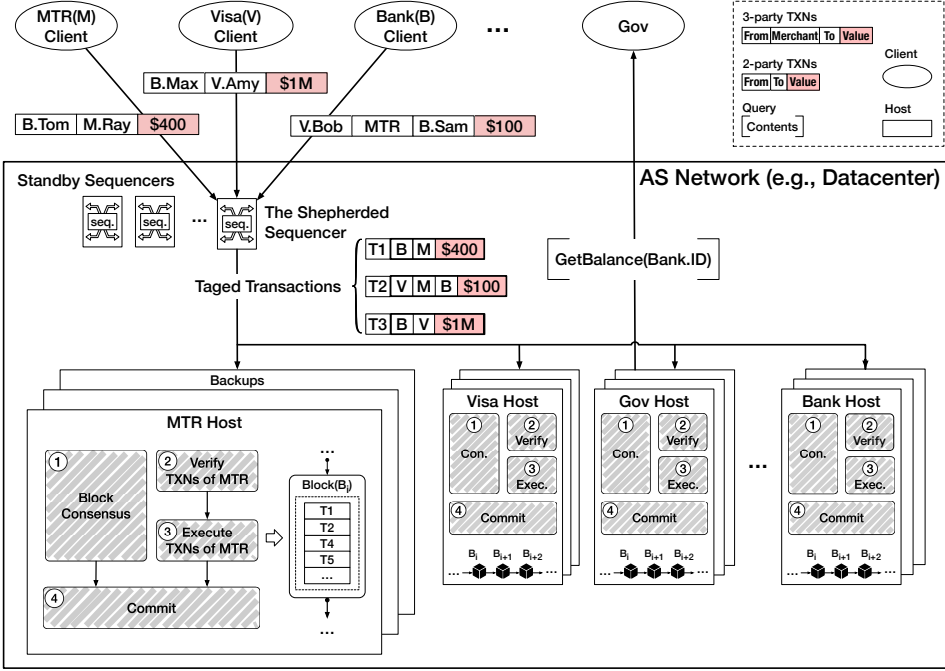 MTR(M)
Client
Visa(V)
Client
Bank(B)
Client
...
Gov
3-party TXNs
From Merchant To Value
2-party TXNs
From To Value
Query
Contents
Client
Host
B.Max V.Amy $1M
B.Tom M.Ray $400
V.Bob MTR B.Sam $100
AS Network (e.g., Datacenter)
Standby Sequencers
seq. seq. ... seq.
The Shepherded
Sequencer
Taged Transactions
T1 B M $400
T2 V M B $100
T3 B V $1M
GetBalance(Bank.ID)
Backups
MTR Host
1
Block
Consensus
2
Verify
TXNs of MTR
3
Execute
TXNs of MTR
4
Commit
...
Block(Bj)
T1
T2
T4
T5
...
...
Visa Host
1
Con.
2
Verify
3
Exec.
4
Commit
Bi Bi+1 Bi+2
... ...
Gov Host
1
Con.
2
Verify
3
Exec.
4
Commit
Bi Bi+1 Bi+2
... ...
...
Bank Host
1
Con.
2
Verify
3
Exec.
4
Commit
Bi Bi+1 Bi+2
... ...